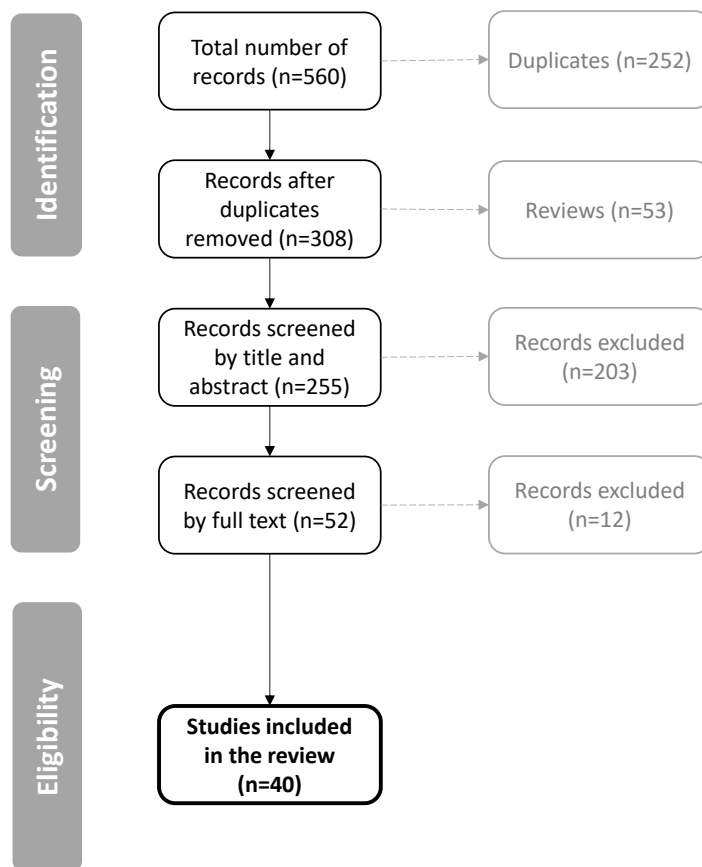 Identification
Total number of
records (n=560)
Duplicates (n=252)
Records after
duplicates
removed (n=308)
Reviews (n=53)
Screening
Records screened
by title and
abstract (n=255)
Records excluded
(n=203)
Records screened
by full text (n=52)
Records excluded
(n=12)
Eligibility
Studies included
in the review
(n=40)